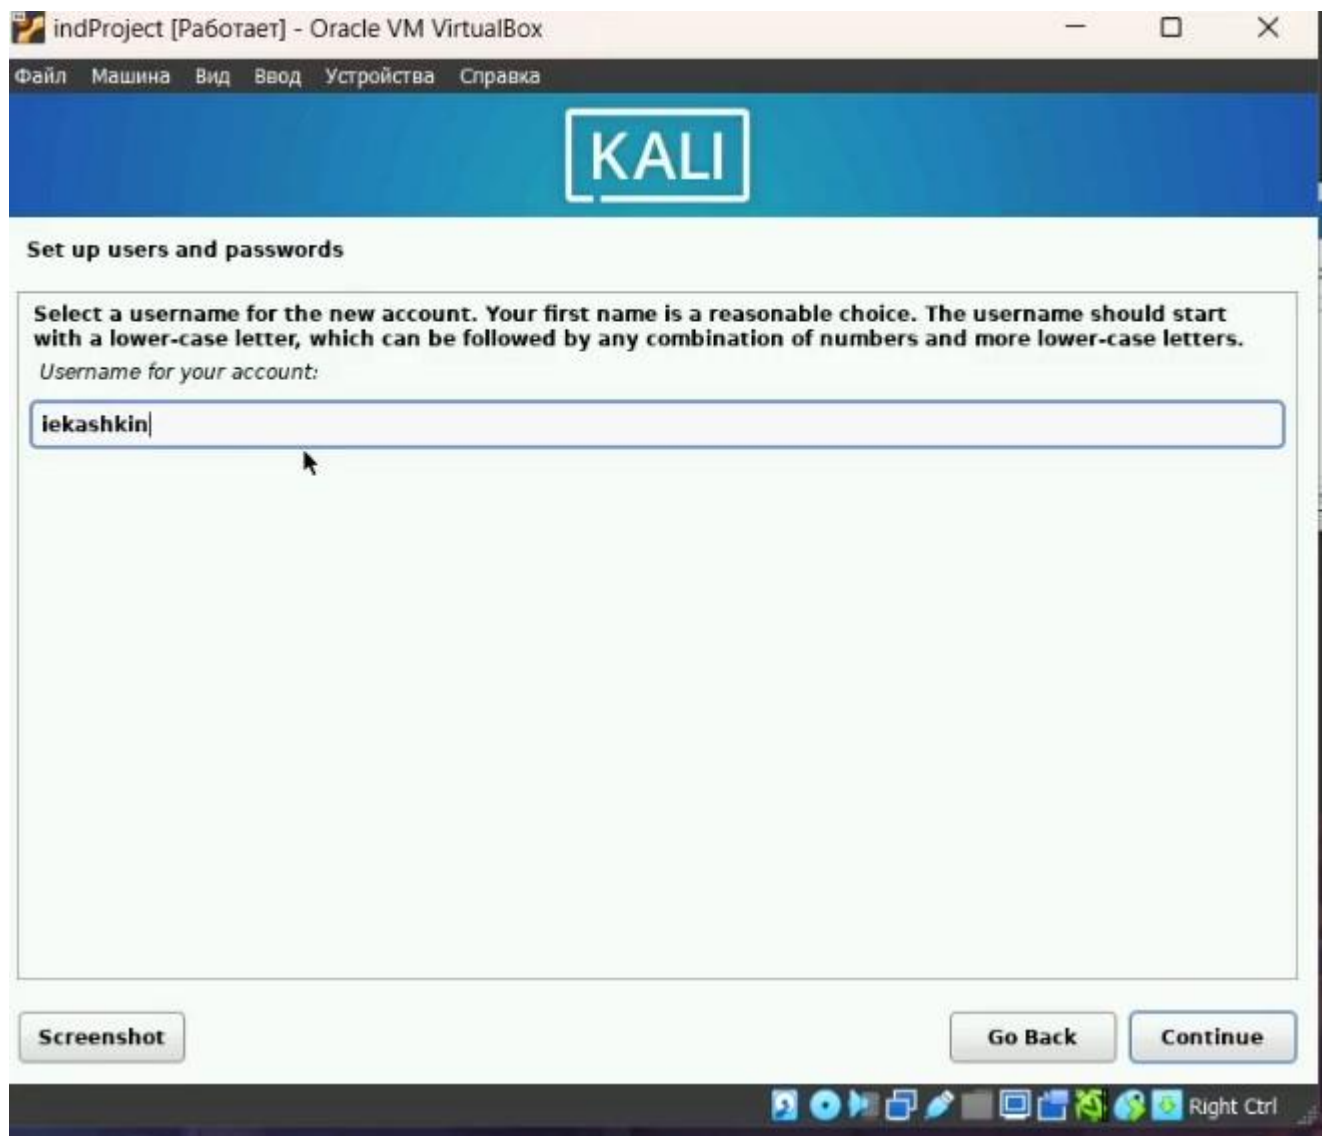 indProject [Работает] - Oracle VM VirtualBox
Файл Машина Вид Ввод Устройства Справка
KALI
Set up users and passwords
Select a username for the new account. Your first name is a reasonable choice. The username should start
with a lower-case letter, which can be followed by any combination of numbers and more lower-case letters.
Username for your account:
iekashkin
Screenshot Go Back Continue
Right Ctrl